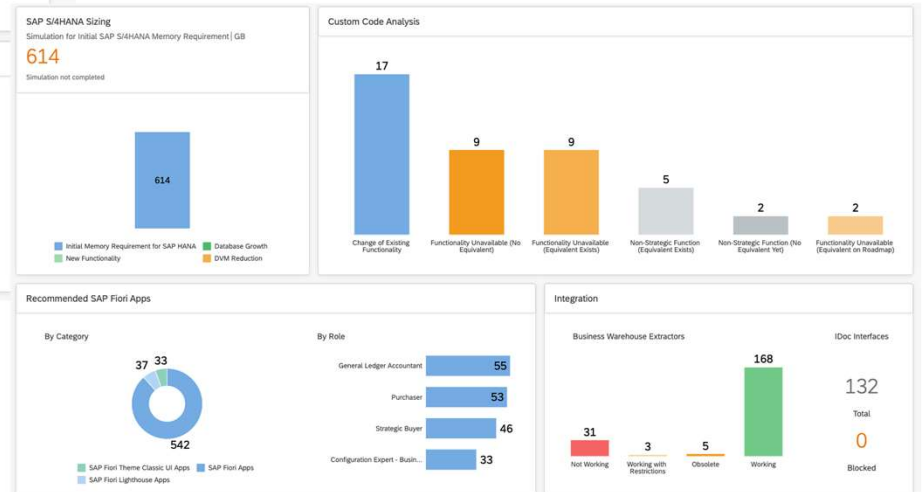 SAP S/4HANA Sizing
Simulation for Initial SAP S/4HANA Memory Requirement | GB
614
Simulation not completed
614
Initial Memory Requirement for SAP HANA
Database Growth
New Functionality
DVM Reduction
Custom Code Analysis
17
9
9
5
2
2
Change of Existing
Functionality
Functionality Unavailable (No
Equivalent)
Functionality Unavailable
(Equivalent Exists)
Non-Strategic Function
(Equivalent Exists)
Non-Strategic Function (No
Equivalent Yet)
Functionality Unavailable
(Equivalent on Roadmap)
Recommended SAP Fiori Apps
By Category
37
33
542
SAP Fiori Theme Classic UI Apps
SAP Fiori Apps
SAP Fiori Lighthouse Apps
By Role
General Ledger Accountant
55
Purchaser
53
Strategic Buyer
46
Configuration Expert - Busin...
33
Integration
Business Warehouse Extractors
31
3
5
168
Not Working
Working with
Restrictions
Obsolete
Working
IDoc Interfaces
132
Total
0
Blocked